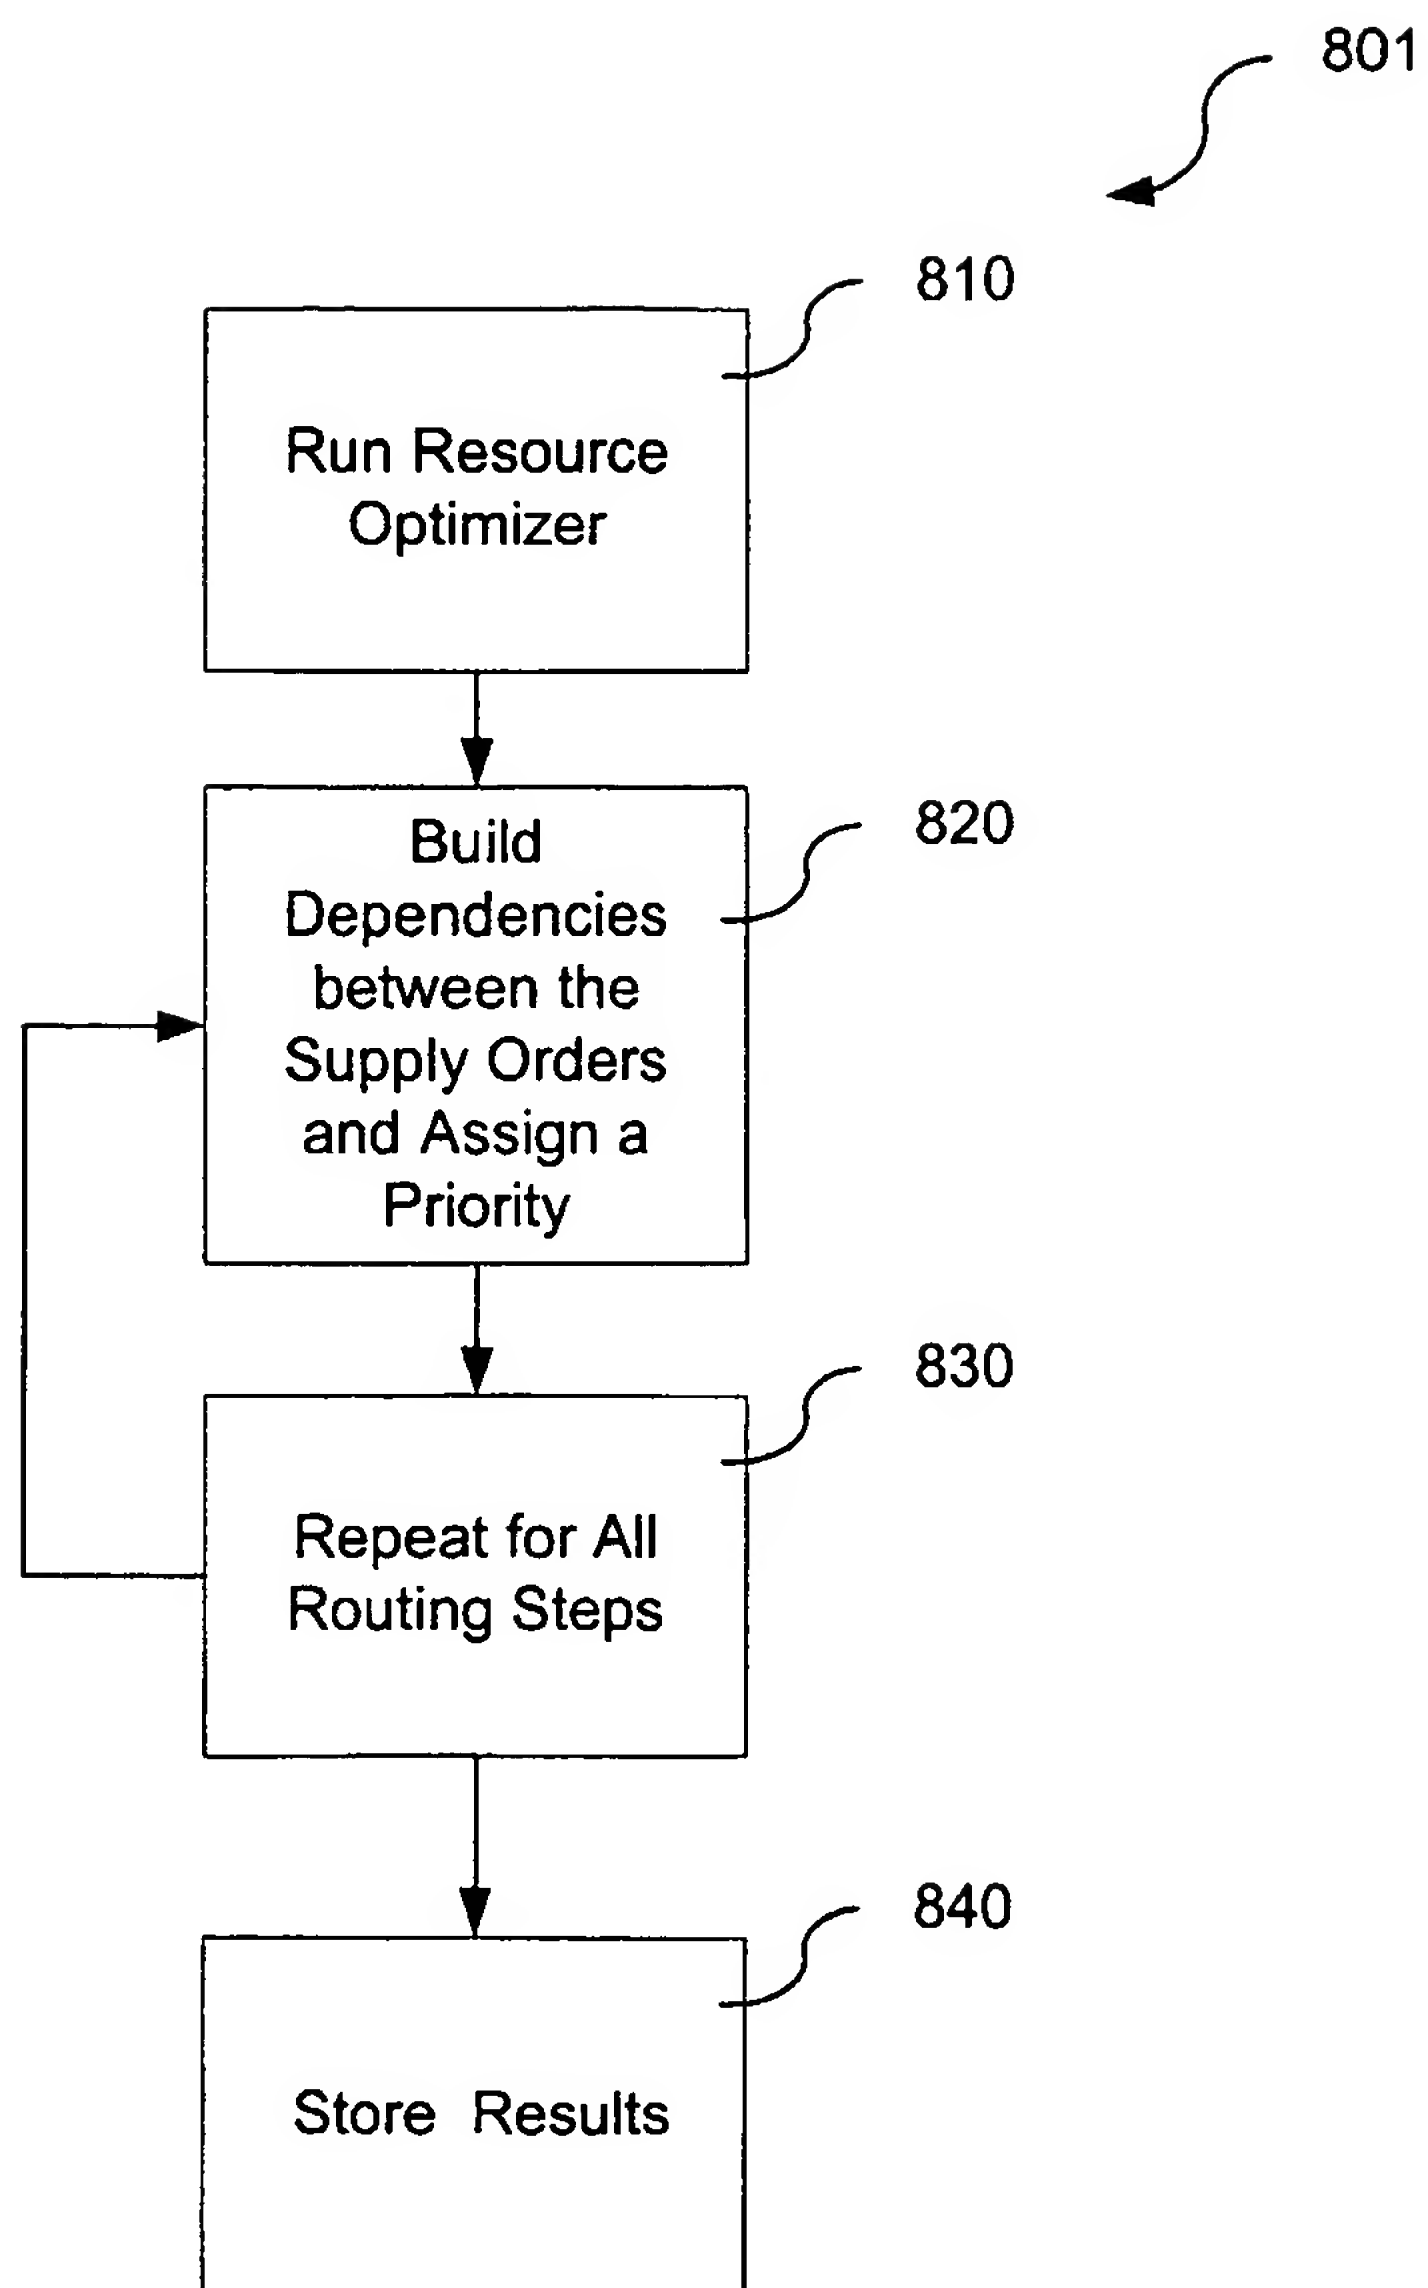 801
810
Run Resource
Optimizer
820
Build
Dependencies
between the
Supply Orders
and Assign a
Priority
830
Repeat for All
Routing Steps
840
Store Results